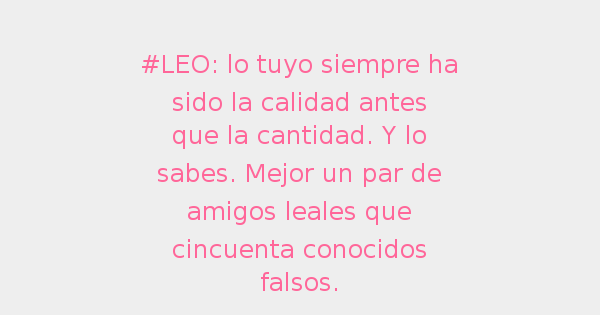 #LEO: lo tuyo siempre ha
sido la calidad antes
que la cantidad. Y lo
sabes. Mejor un par de
amigos leales que
cincuenta conocidos
falsos.